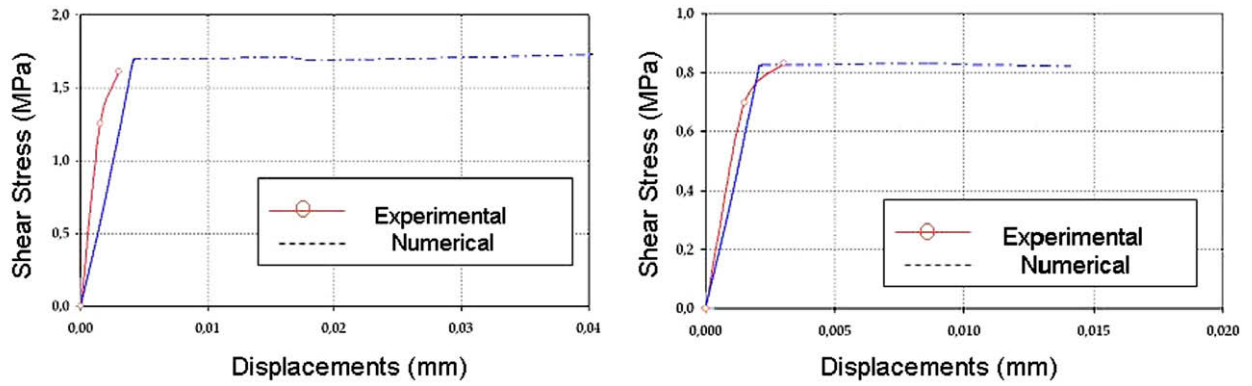 2,0
1,5
1,0
0,5
0,0
0,00
0,01
0,02
0,03
0,04
Shear Stress (MPa)
Displacements (mm)
Experimental
Numerical
1,0
0,8
0,6
0,4
0,2
0,0
0,000
0,005
0,010
0,015
0,020
Shear Stress (MPa)
Displacements (mm)
Experimental
Numerical